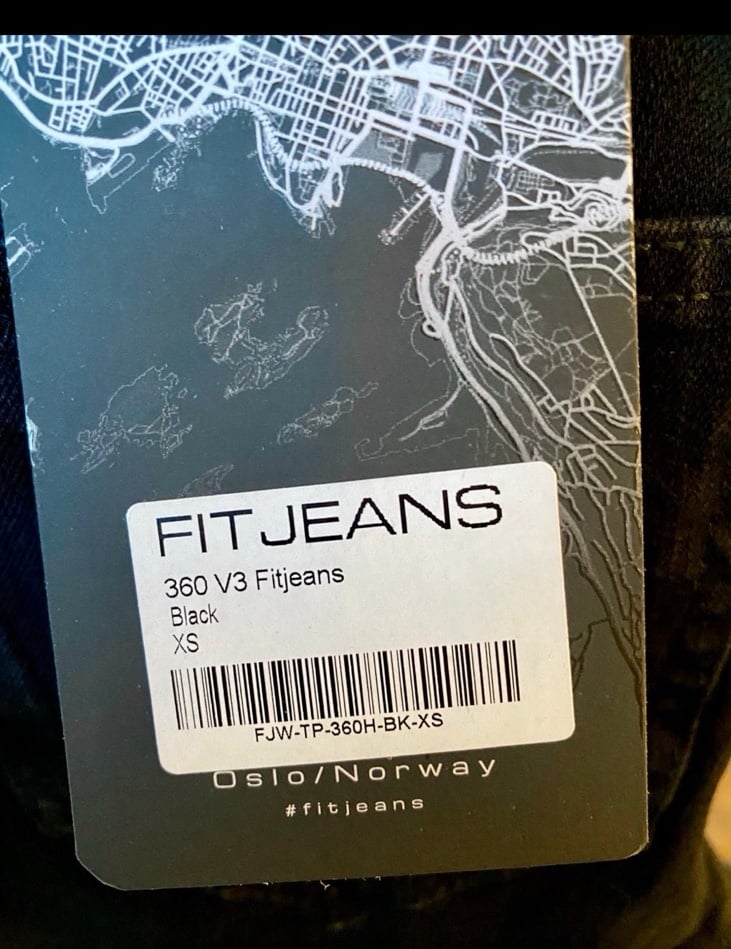 FITJEANS
360 V3 Fitjeans
Black
XS
FJW-TP-360H-BK-XS
Oslo/Norway
#fitjeans